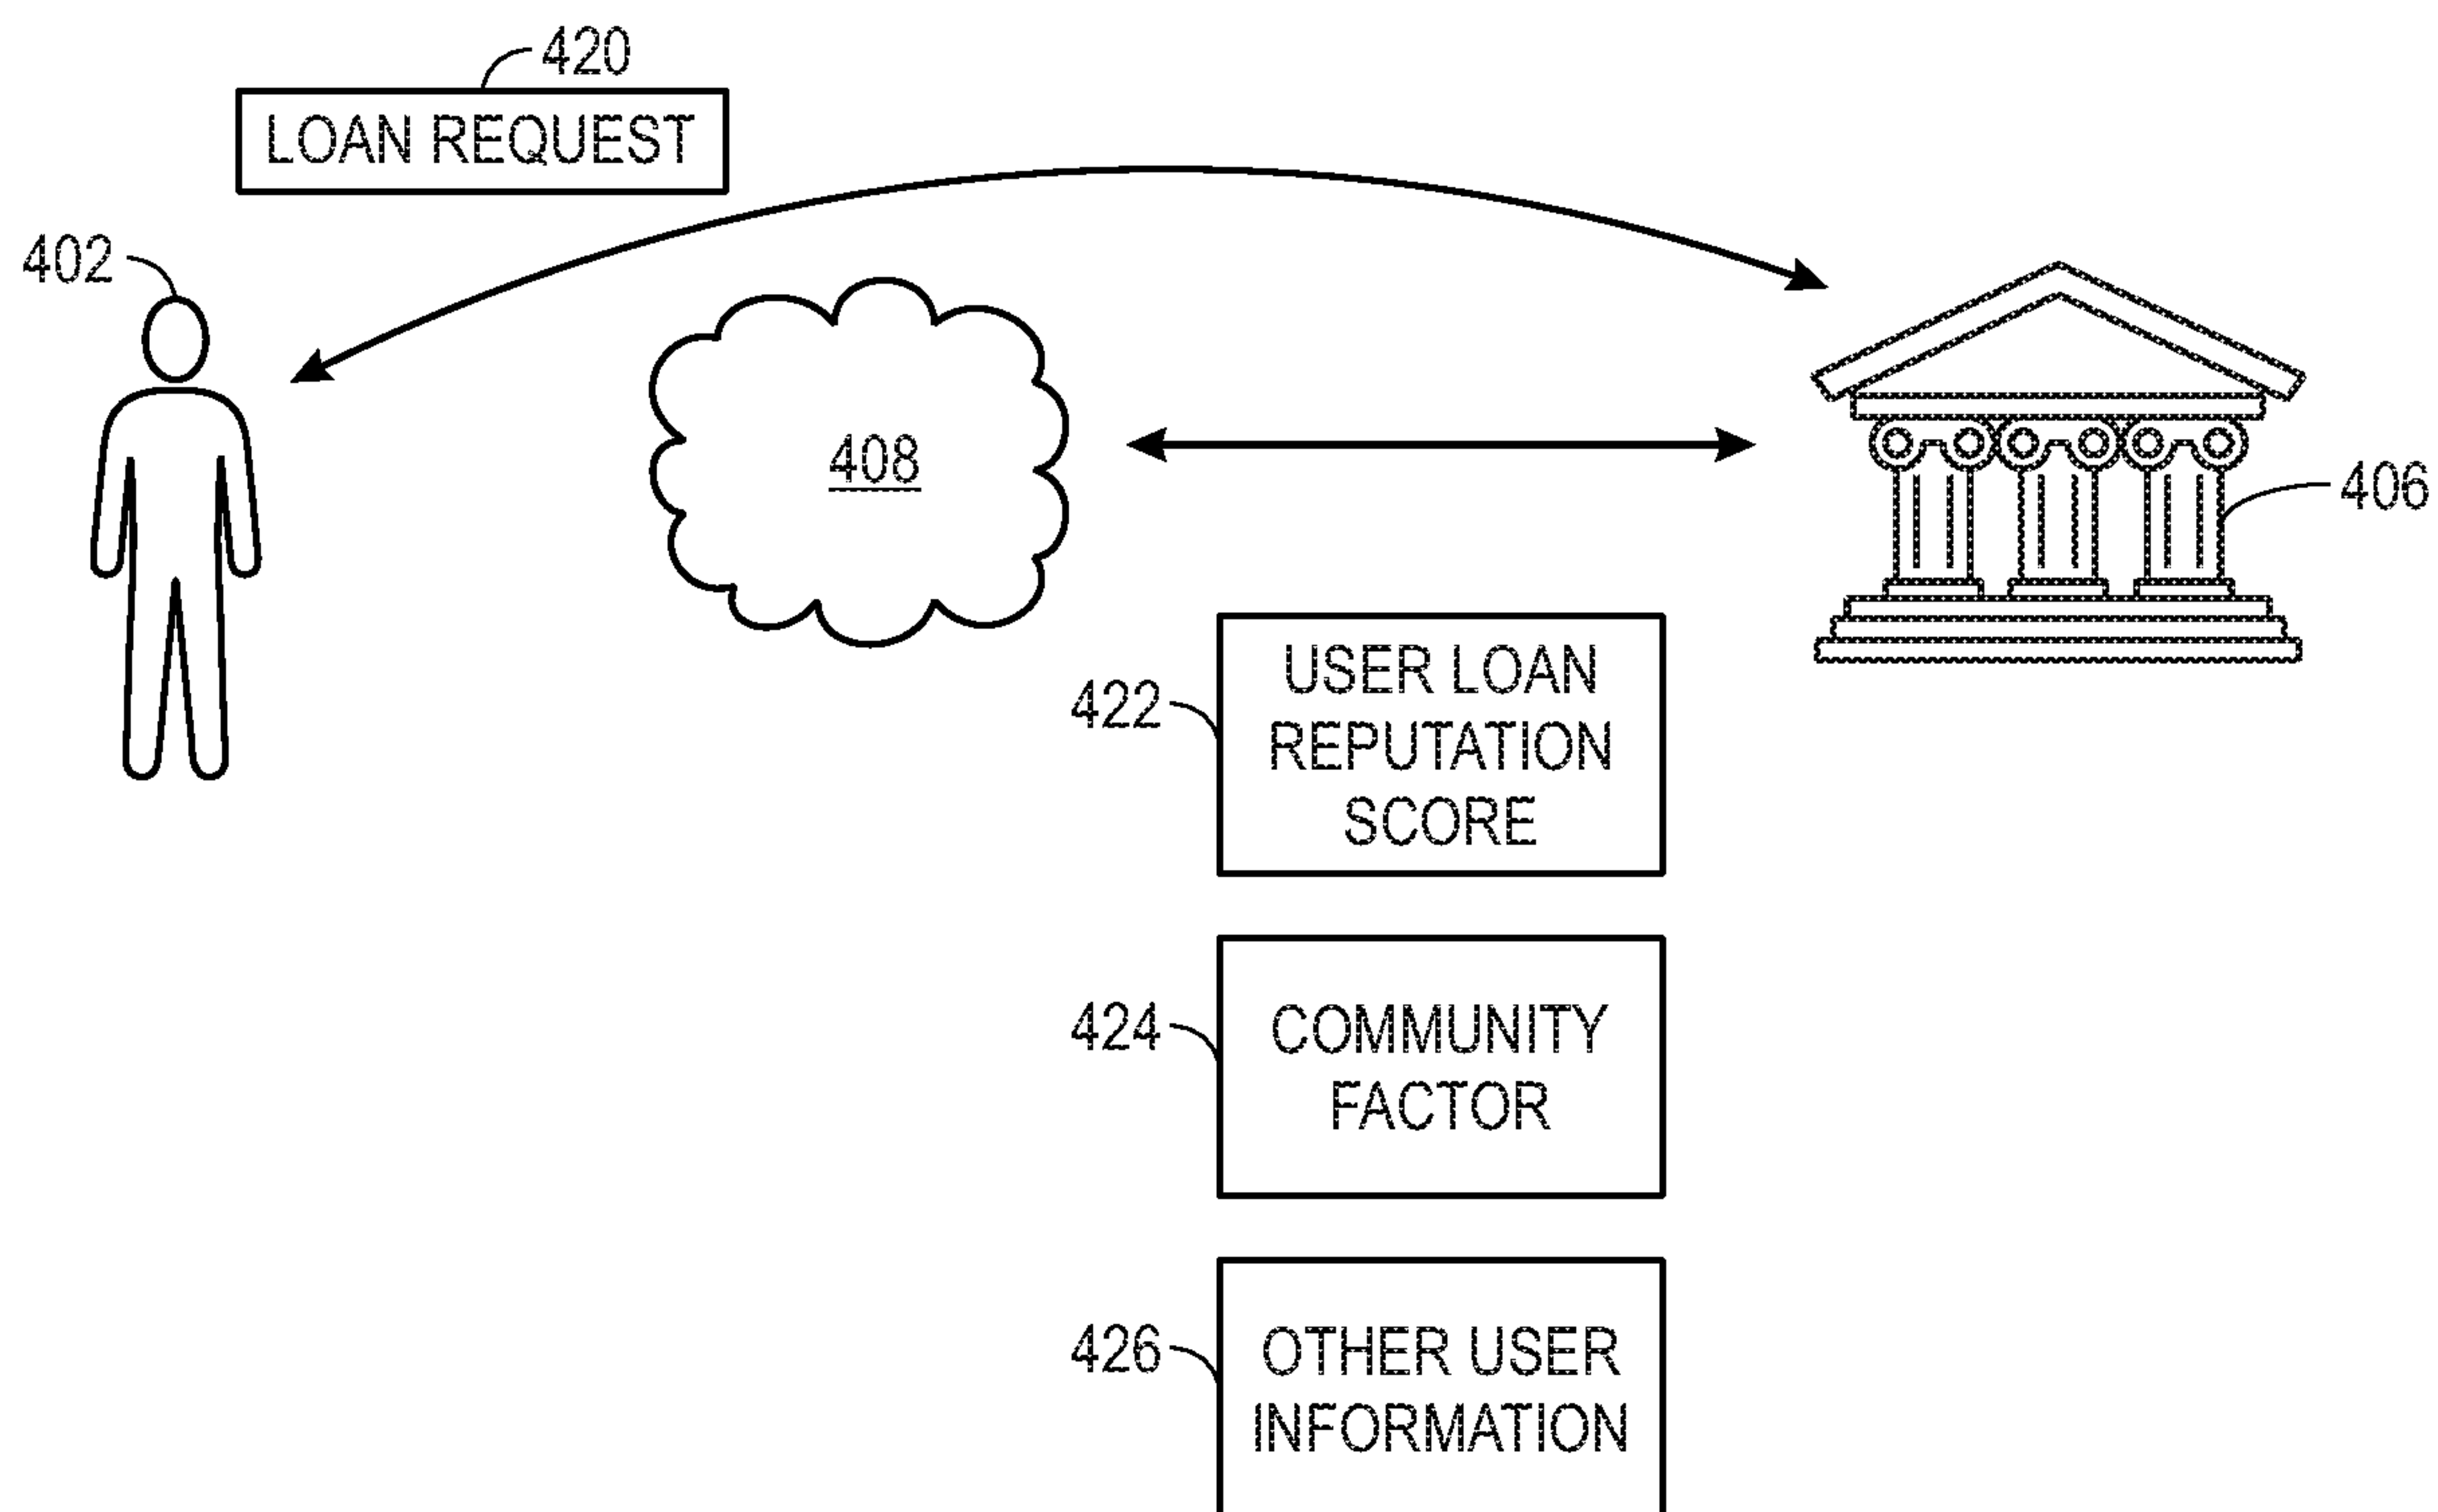 420
LOAN REQUEST
402
408
406
422
USER LOAN
REPUTATION
SCORE
424
COMMUNITY
FACTOR
426
OTHER USER
INFORMATION